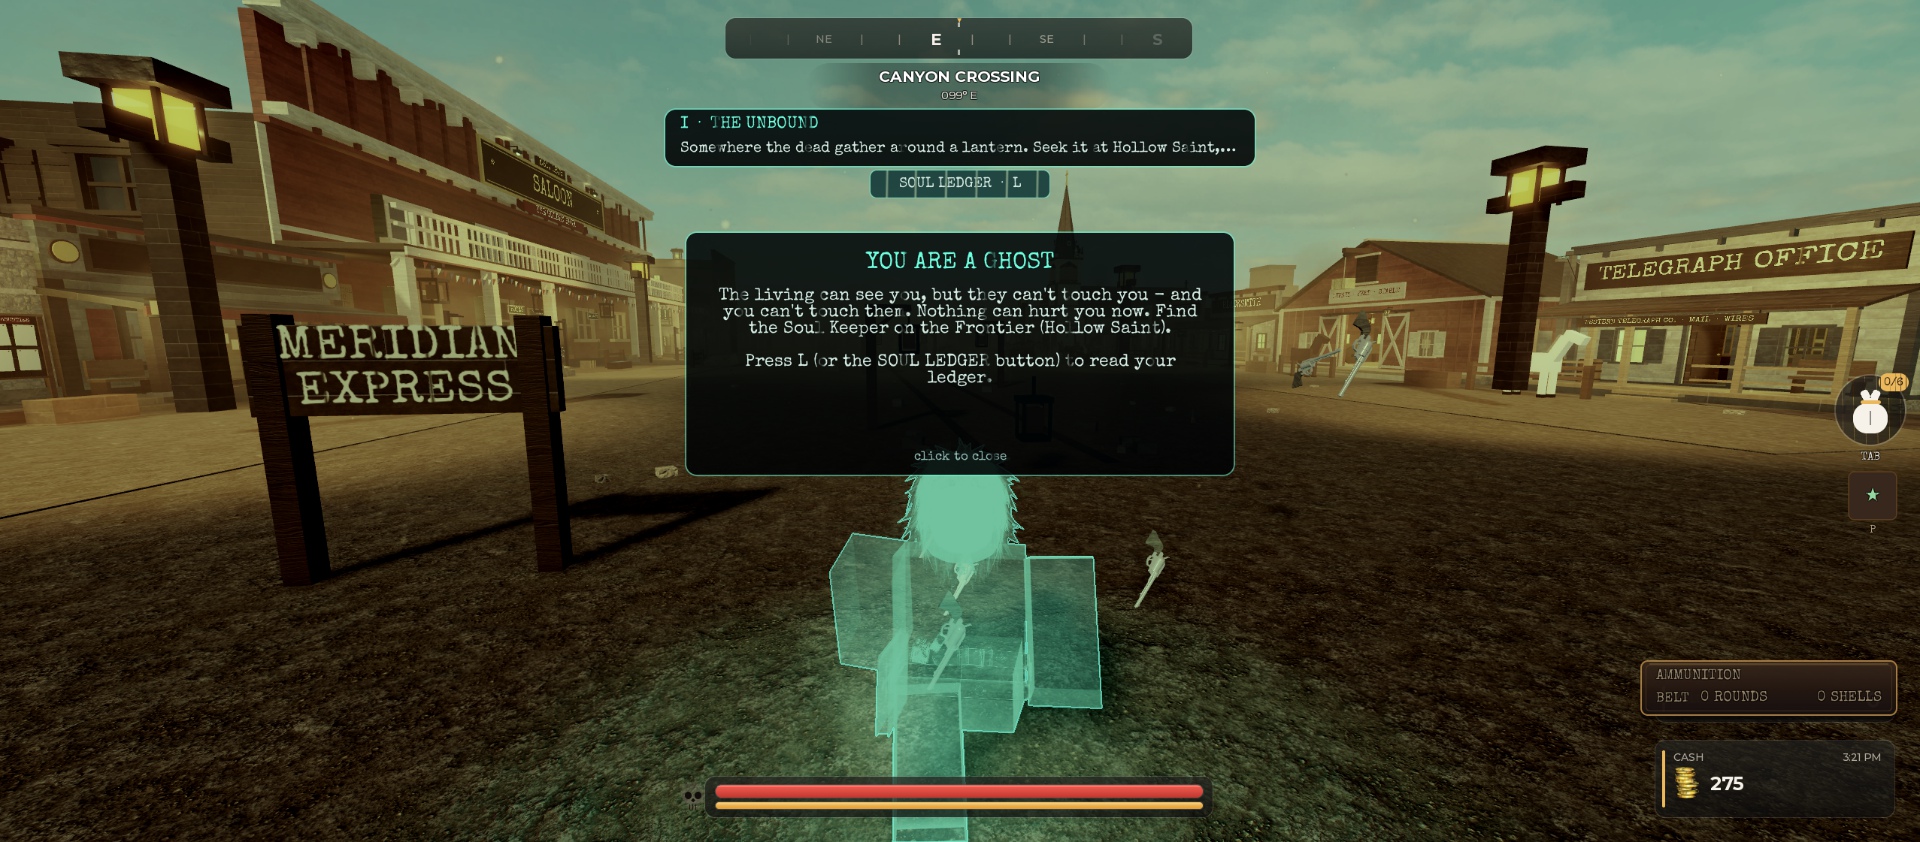 NE
E
SE
S
CANYON CROSSING
099° E
I · THE UNBOUND
Somewhere the dead gather around a lantern. Seek it at Hollow Saint,...
SOUL LEDGER · L
YOU ARE A GHOST
The living can see you, but they can't touch you — and
you can't touch them. Nothing can hurt you now. Find
the Soul Keeper on the Frontier (Hollow Saint).
Press L (or the SOUL LEDGER button) to read your
ledger.
click to close
SALOON
MERIDIAN
EXPRESS
TELEGRAPH OFFICE
WESTERN TELEGRAPH CO. · MAIL · WIRES
0/6
TAB
P
AMMUNITION
BELT 0 ROUNDS 0 SHELLS
CASH 3:21 PM
275